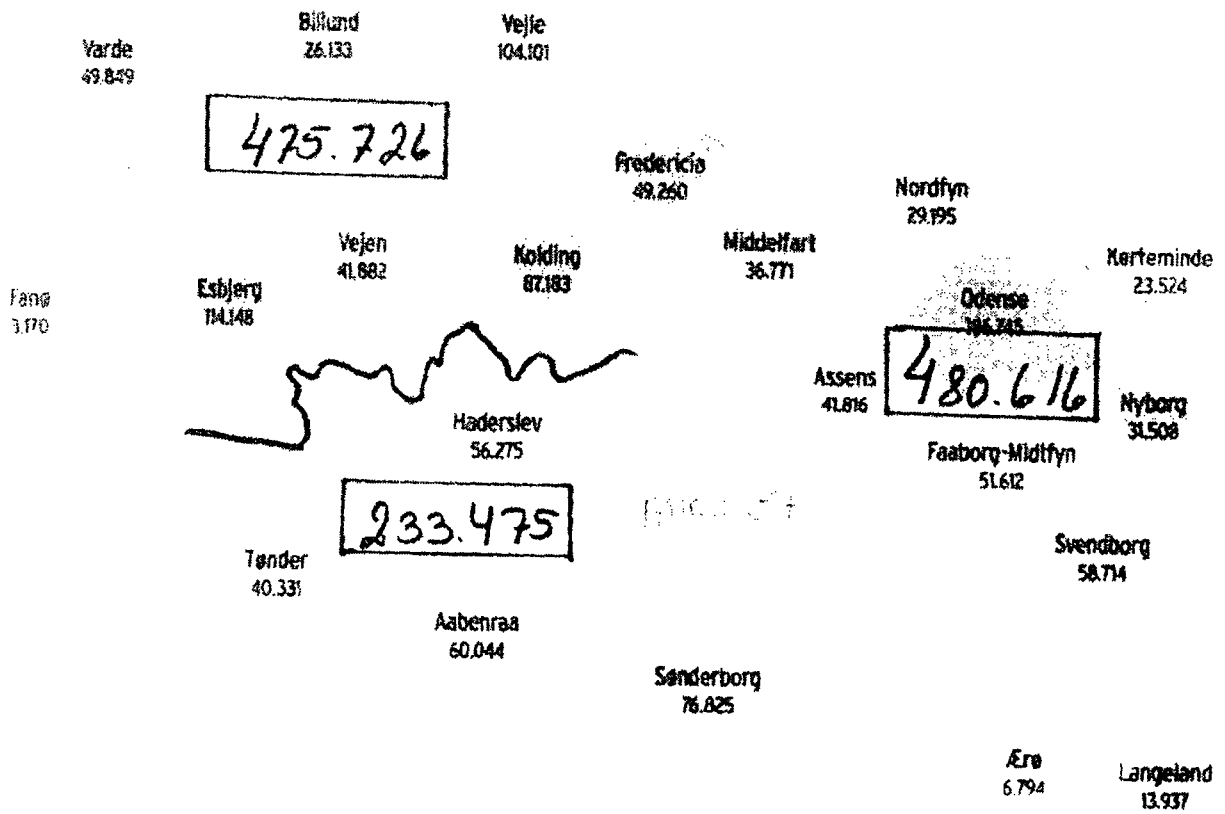 Billund
26.133
Vejle
104.101
Varde
49.849
475.726
Fredericia
49.260
Nordfyn
29.195
Vejen
41.882
Kolding
87.183
Middelfart
36.771
Kerteminde
23.524
Fanø
3.170
Esbjerg
114.148
Odense
186.745
Assens
41.816
480.616
Nyborg
31.508
Haderslev
56.275
Faaborg-Midtfyn
51.612
233.475
Tønder
40.331
Svendborg
58.714
Aabenraa
60.044
Sønderborg
76.825
Ærø
6.794
Langeland
13.937